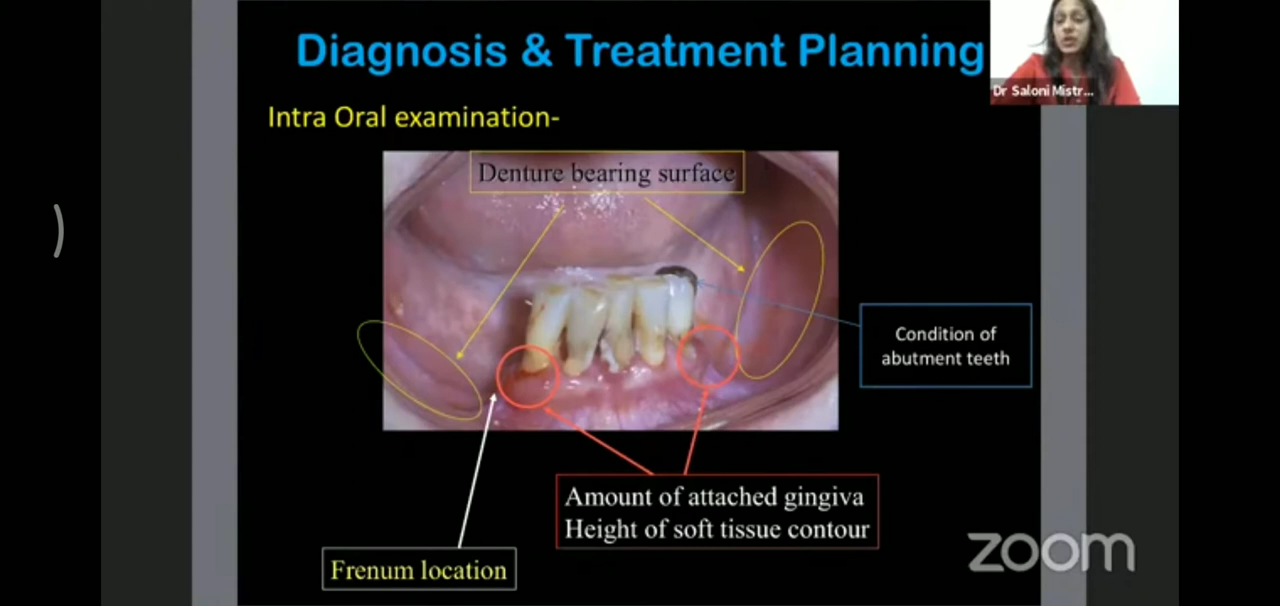 Diagnosis & Treatment Planning
Dr Saloni Mistr...
Intra Oral examination-
Denture bearing surface
Condition of
abutment teeth
Amount of attached gingiva
Height of soft tissue contour
Frenum location
zoom